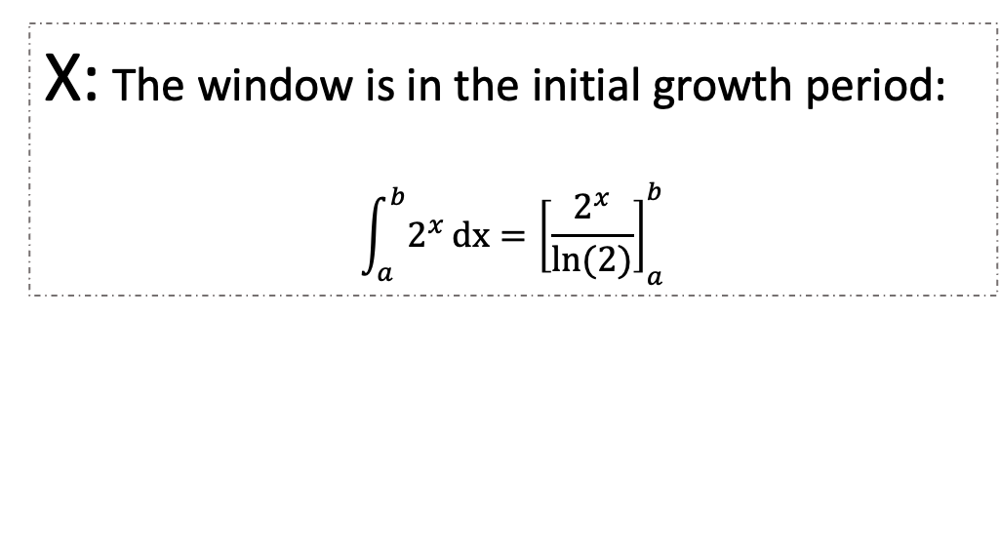 X: The window is in the initial growth period:
∫_a^b 2^x dx = [2^x / ln(2)]_a^b